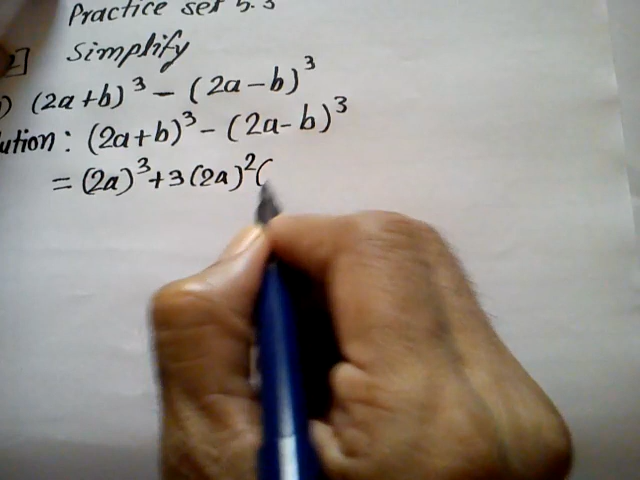 Practice set 5.3
2] Simplify
) (2a+b)³ - (2a-b)³
ution: (2a+b)³ - (2a-b)³
= (2a)³+3(2a)²(